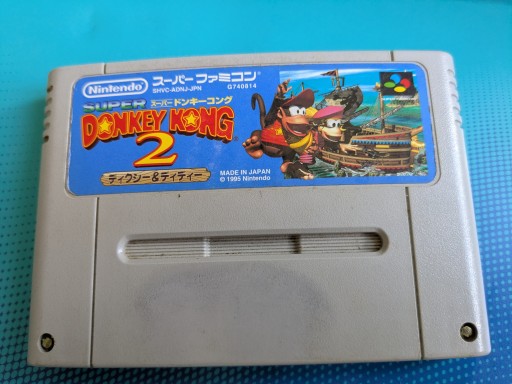 Nintendo スーパーファミコン
SHVC-ADNJ-JPN G740814
SUPER スーパードンキーコング
DONKEY KONG
2
ディクシー&ディディー
MADE IN JAPAN
© 1995 Nintendo